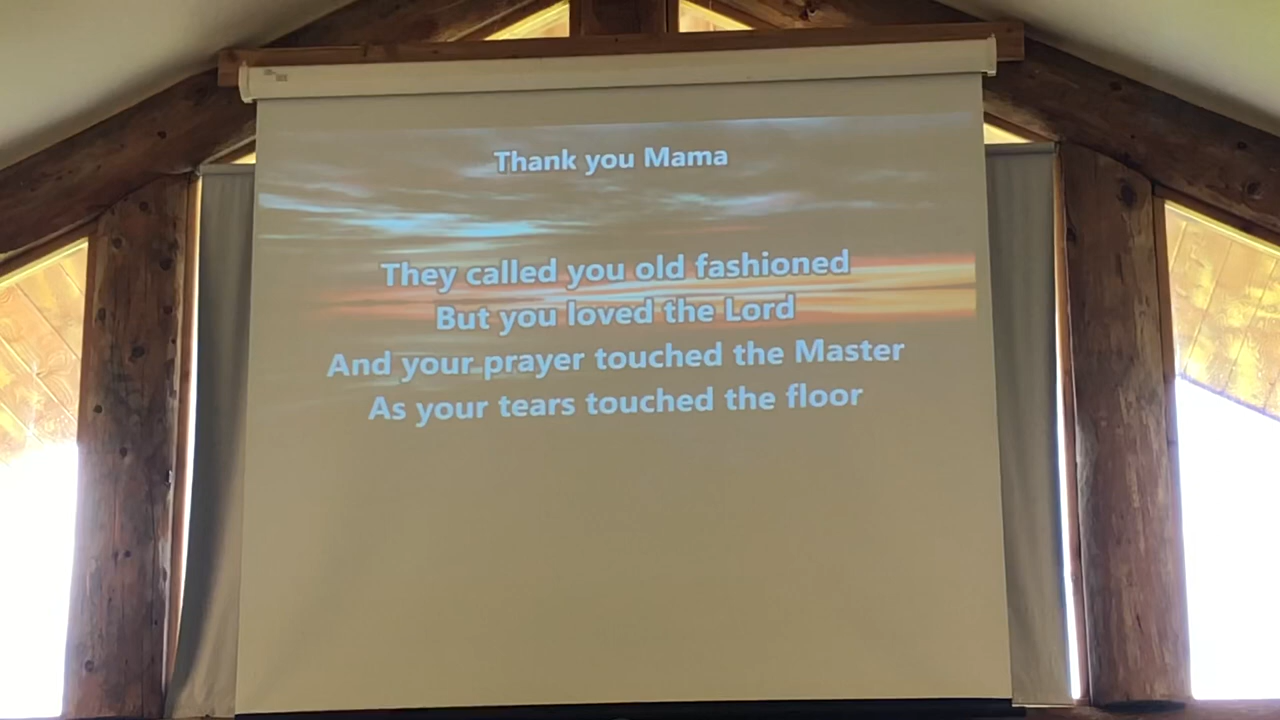 Thank you Mama
They called you old fashioned
But you loved the Lord
And your prayer touched the Master
As your tears touched the floor